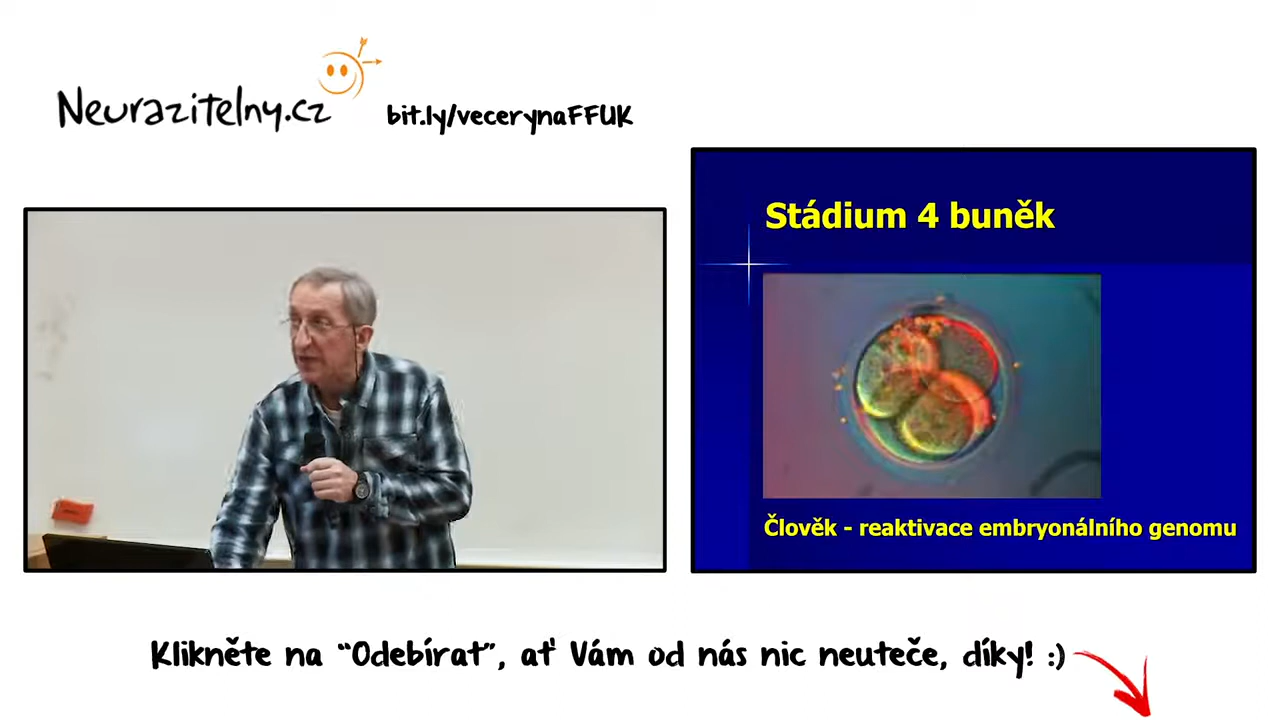 Neurazitelny.cz
bit.ly/vecerynaFFUK
Stádium 4 buněk
Člověk - reaktivace embryonálního genomu
Klikněte na “Odebírat”, ať Vám od nás nic neuteče, díky! :)